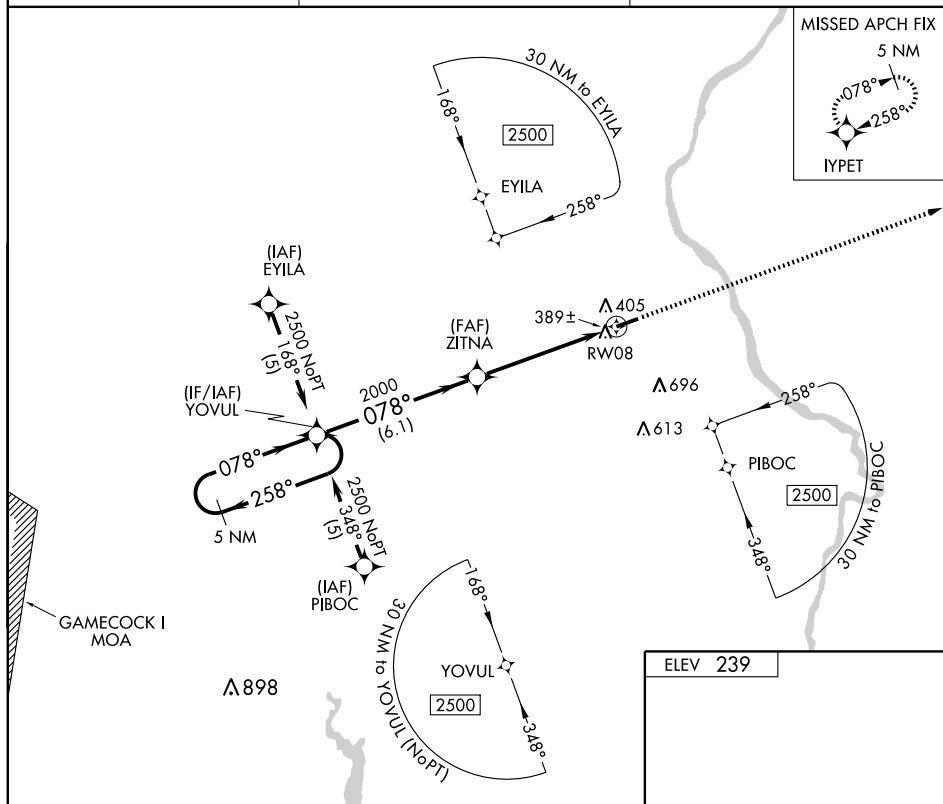 MISSED APCH FIX
5 NM
078°
258°
IYPET
30 NM to EYILA
168°
2500
EYILA
258°
(IAF)
EYILA
2500 NoPT
168°
(5)
(FAF)
ZITNA
389±
405
RW08
(IF/IAF)
YOVUL
2000
078°
(6.1)
696
613
258°
PIBOC
2500
348°
30 NM to PIBOC
078°
258°
5 NM
2500 NoPT
348°
(5)
(IAF)
PIBOC
GAMECOCK I
MOA
898
168°
30 NM to YOVUL (NoPT)
YOVUL
2500
348°
ELEV 239